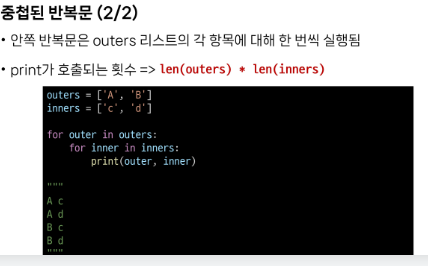 중첩된 반복문 (2/2)
• 안쪽 반복문은 outers 리스트의 각 항목에 대해 한 번씩 실행됨
• print가 호출되는 횟수 => len(outers) * len(inners)
outers = ['A', 'B']
inners = ['c', 'd']

for outer in outers:
    for inner in inners:
        print(outer, inner)

"""
A c
A d
B c
B d
"""